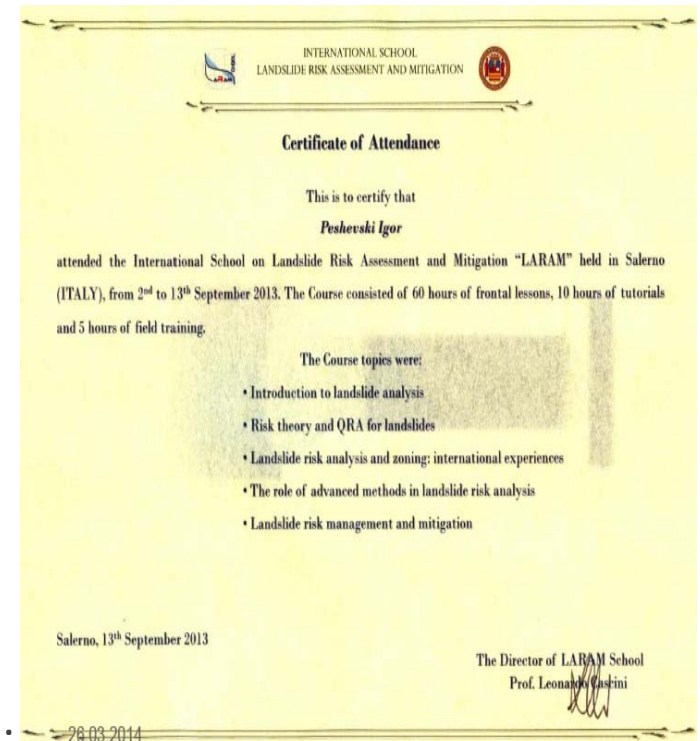 INTERNATIONAL SCHOOL
LANDSLIDE RISK ASSESSMENT AND MITIGATION
Certificate of Attendance
This is to certify that
Peshevski Igor
attended the International School on Landslide Risk Assessment and Mitigation “LARAM” held in Salerno
(ITALY), from 2nd to 13th September 2013. The Course consisted of 60 hours of frontal lessons, 10 hours of tutorials
and 5 hours of field training.
The Course topics were:
• Introduction to landslide analysis
• Risk theory and QRA for landslides
• Landslide risk analysis and zoning: international experiences
• The role of advanced methods in landslide risk analysis
• Landslide risk management and mitigation
Salerno, 13th September 2013
The Director of LARAM School
Prof. Leonardo Cascini
26.03.2014